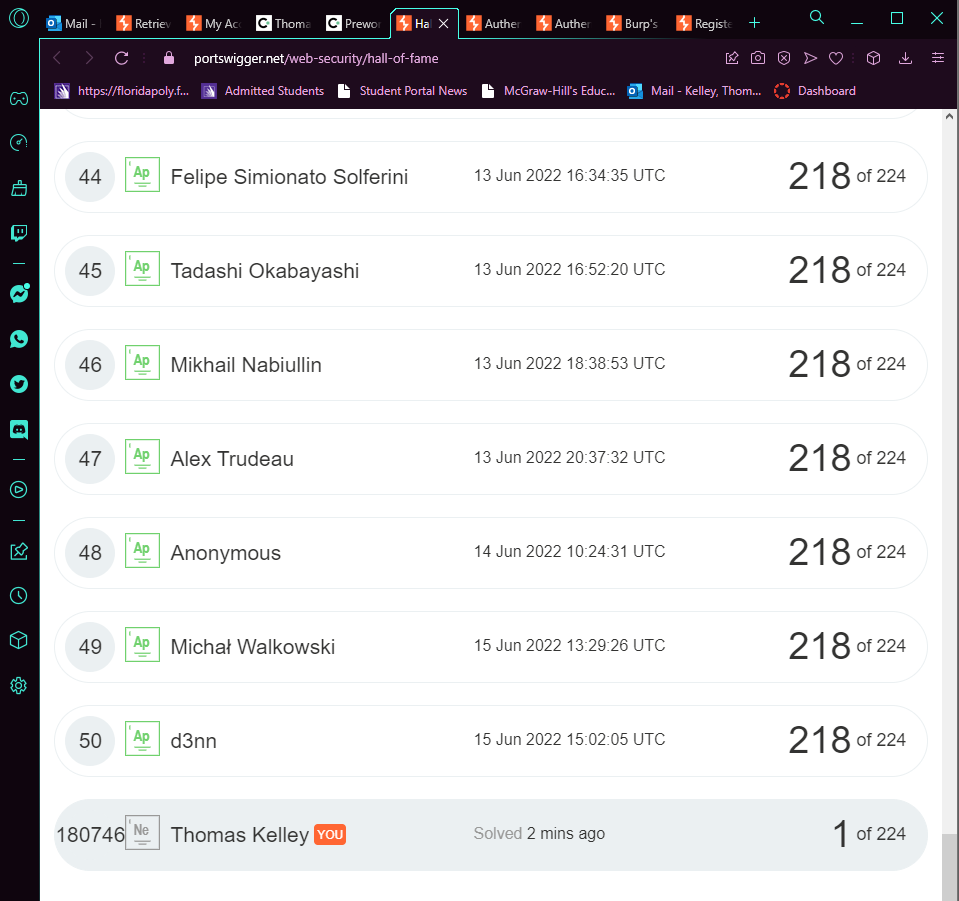 Mail -
Retriev
My Acc
Thoma
Prewor
Hal
Auther
Auther
Burp's
Registe
portswigger.net/web-security/hall-of-fame
https://floridapoly.f...
Admitted Students
Student Portal News
McGraw-Hill's Educ...
Mail - Kelley, Thom...
Dashboard
44 Ap Felipe Simionato Solferini 13 Jun 2022 16:34:35 UTC 218 of 224
45 Ap Tadashi Okabayashi 13 Jun 2022 16:52:20 UTC 218 of 224
46 Ap Mikhail Nabiullin 13 Jun 2022 18:38:53 UTC 218 of 224
47 Ap Alex Trudeau 13 Jun 2022 20:37:32 UTC 218 of 224
48 Ap Anonymous 14 Jun 2022 10:24:31 UTC 218 of 224
49 Ap Michał Walkowski 15 Jun 2022 13:29:26 UTC 218 of 224
50 Ap d3nn 15 Jun 2022 15:02:05 UTC 218 of 224
180746 Ne Thomas Kelley YOU Solved 2 mins ago 1 of 224